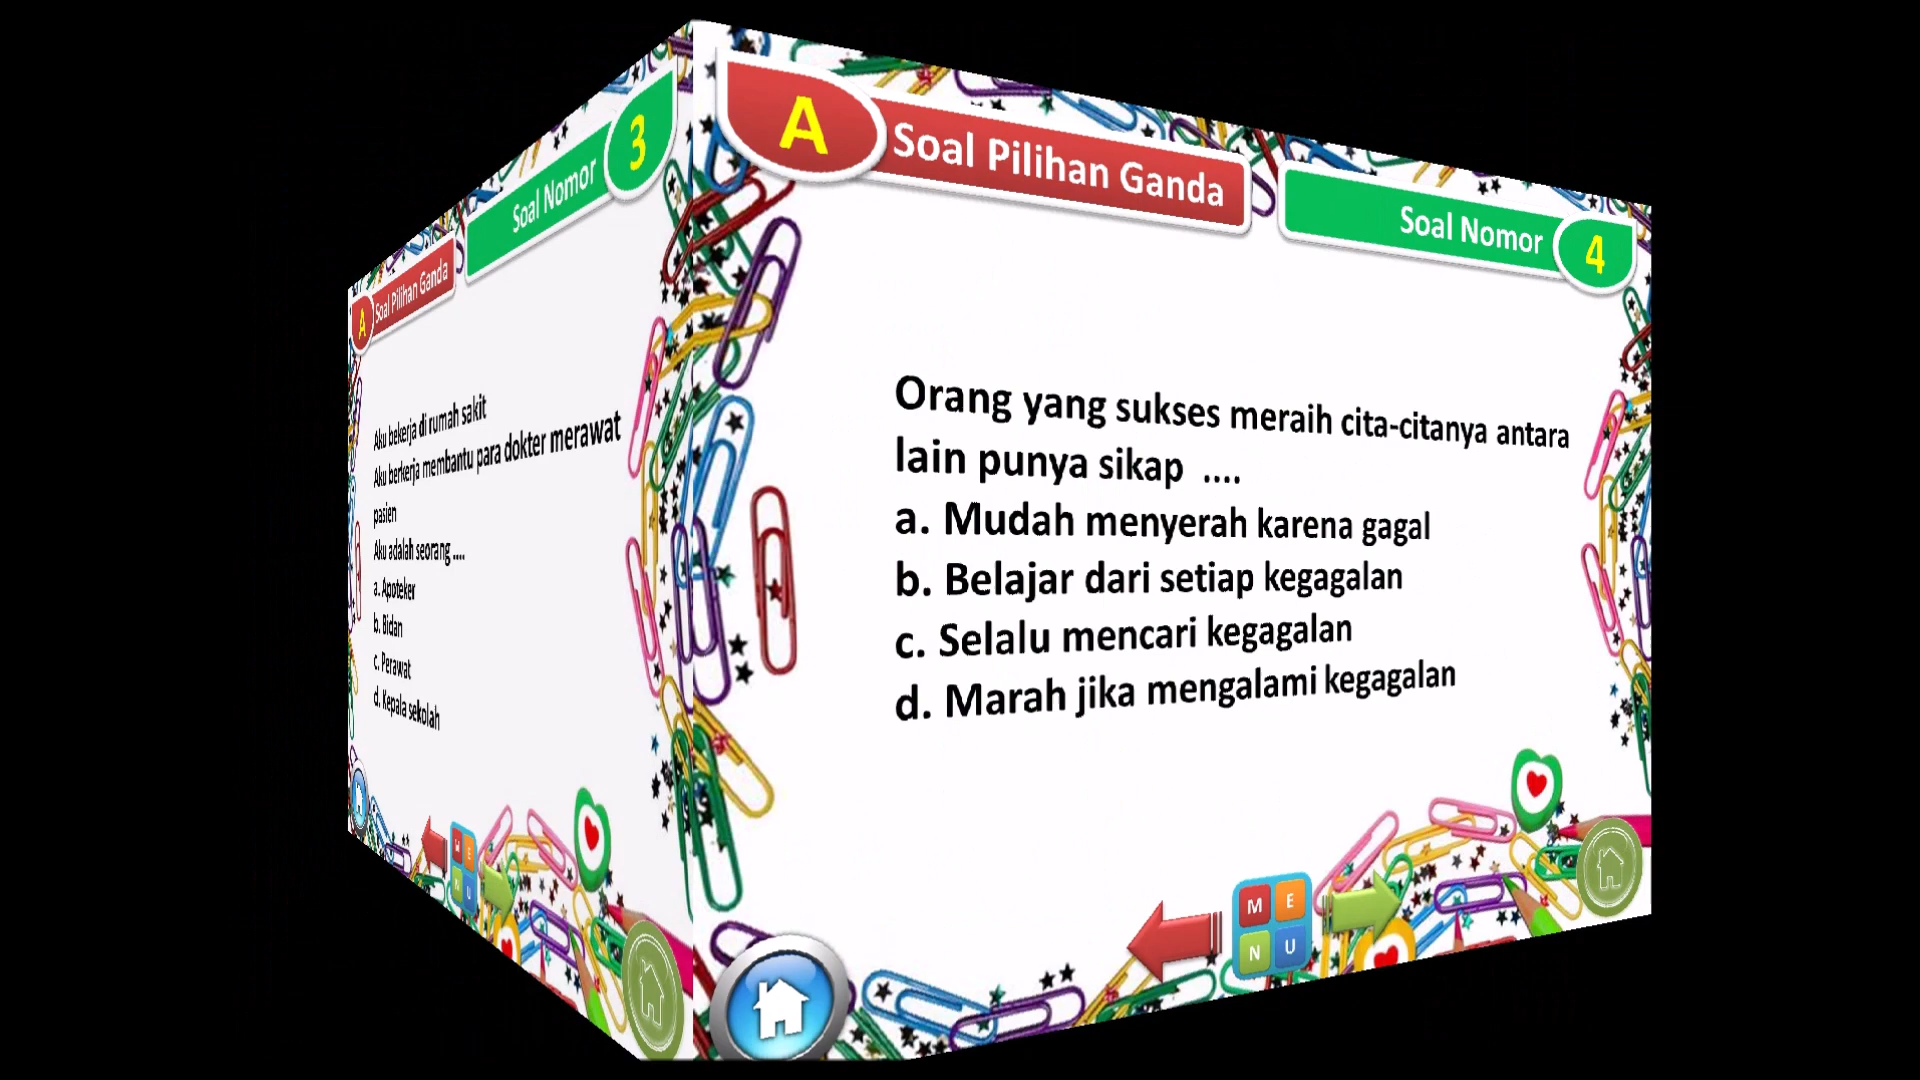 A Soal Pilihan Ganda
Soal Nomor 3
Aku bekerja di rumah sakit
Aku berkerja membantu para dokter merawat
pasien
Aku adalah seorang ....
a. Apoteker
b. Bidan
c. Perawat
d. Kepala sekolah
M E
N U
A Soal Pilihan Ganda
Soal Nomor 4
Orang yang sukses meraih cita-citanya antara
lain punya sikap ....
a. Mudah menyerah karena gagal
b. Belajar dari setiap kegagalan
c. Selalu mencari kegagalan
d. Marah jika mengalami kegagalan
M E
N U